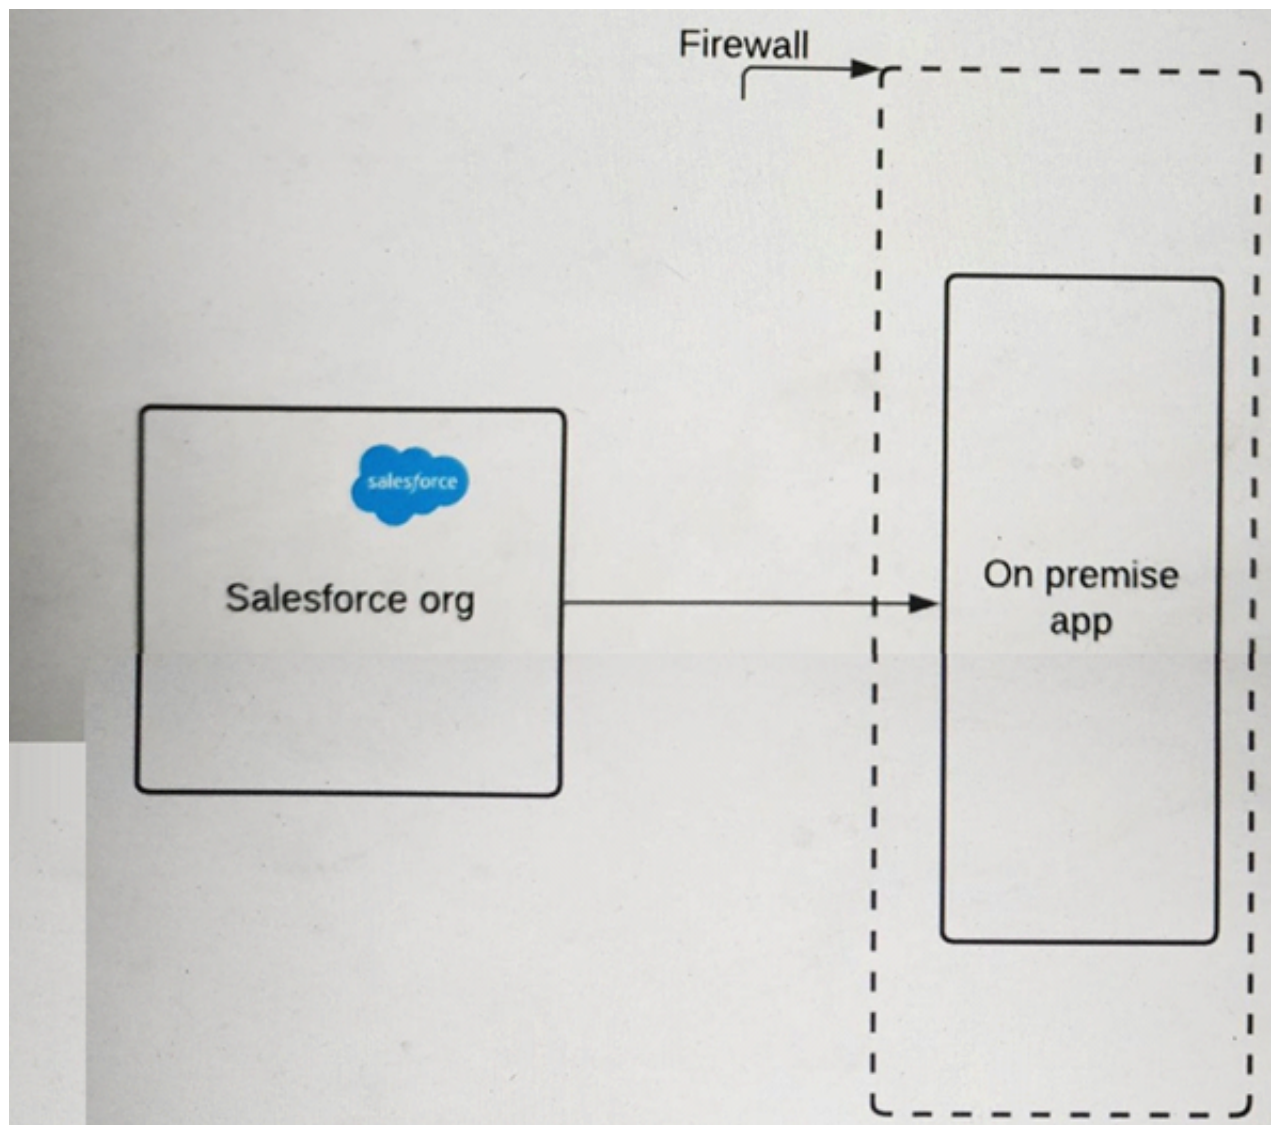 Firewall
salesforce
Salesforce org
On premise
app